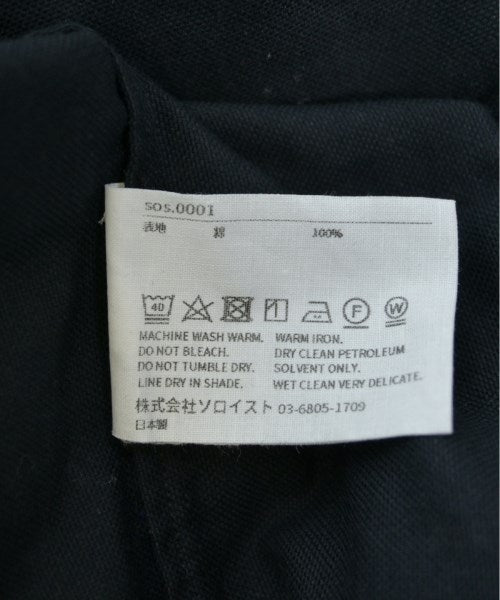 sos.0001
表地 綿 100%
40 F W
MACHINE WASH WARM. WARM IRON.
DO NOT BLEACH. DRY CLEAN PETROLEUM
DO NOT TUMBLE DRY. SOLVENT ONLY.
LINE DRY IN SHADE. WET CLEAN VERY DELICATE.
株式会社ソロイスト 03-6805-1709
日本製